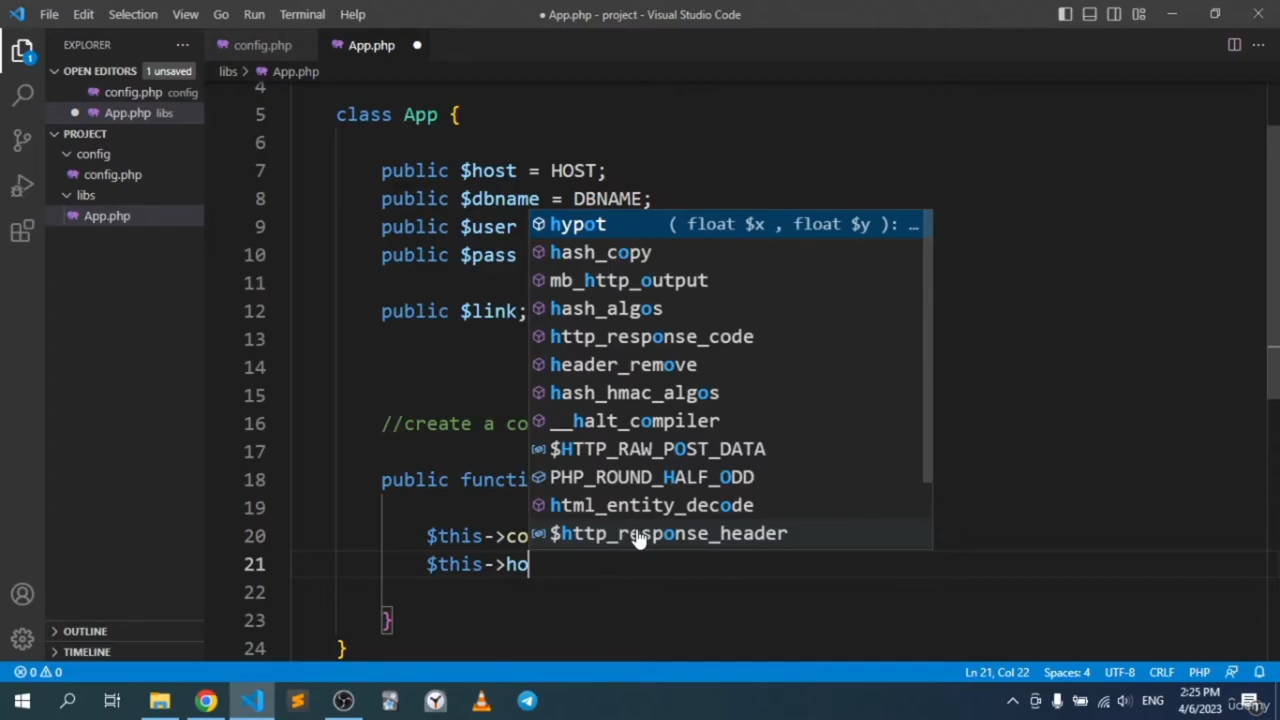 File Edit Selection View Go Run Terminal Help
● App.php - project - Visual Studio Code
EXPLORER
config.php
App.php
OPEN EDITORS 1 unsaved
libs > App.php
config.php config
App.php libs
PROJECT
config
config.php
libs
App.php
4
5 class App {
6
7 public $host = HOST;
8 public $dbname = DBNAME;
9 public $user
10 public $pass
11
12 public $link;
13
14
15
16 //create a co
17
18 public functi
19
20 $this->co
21 $this->ho
22
23 }
24 }
hypot ( float $x , float $y ): …
hash_copy
mb_http_output
hash_algos
http_response_code
header_remove
hash_hmac_algos
__halt_compiler
$HTTP_RAW_POST_DATA
PHP_ROUND_HALF_ODD
html_entity_decode
$http_response_header
OUTLINE
TIMELINE
0 0
Ln 21, Col 22 Spaces: 4 UTF-8 CRLF PHP
ENG
2:25 PM
4/6/2023
udemy